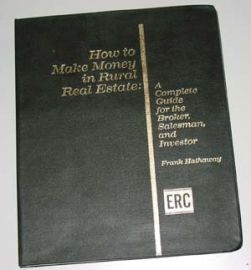 How to
Make Money
in Rural
Real Estate:
A
Complete
Guide
for the
Broker,
Salesman,
and
Investor
Frank Hathaway
ERC